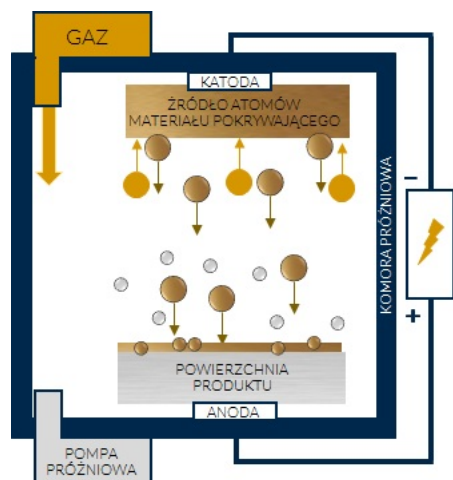 GAZ
KATODA
ŹRÓDŁO ATOMÓW
MATERIAŁU POKRYWAJĄCEGO
KOMORA PRÓŻNIOWA
–
+
POWIERZCHNIA
PRODUKTU
ANODA
POMPA
PRÓŻNIOWA